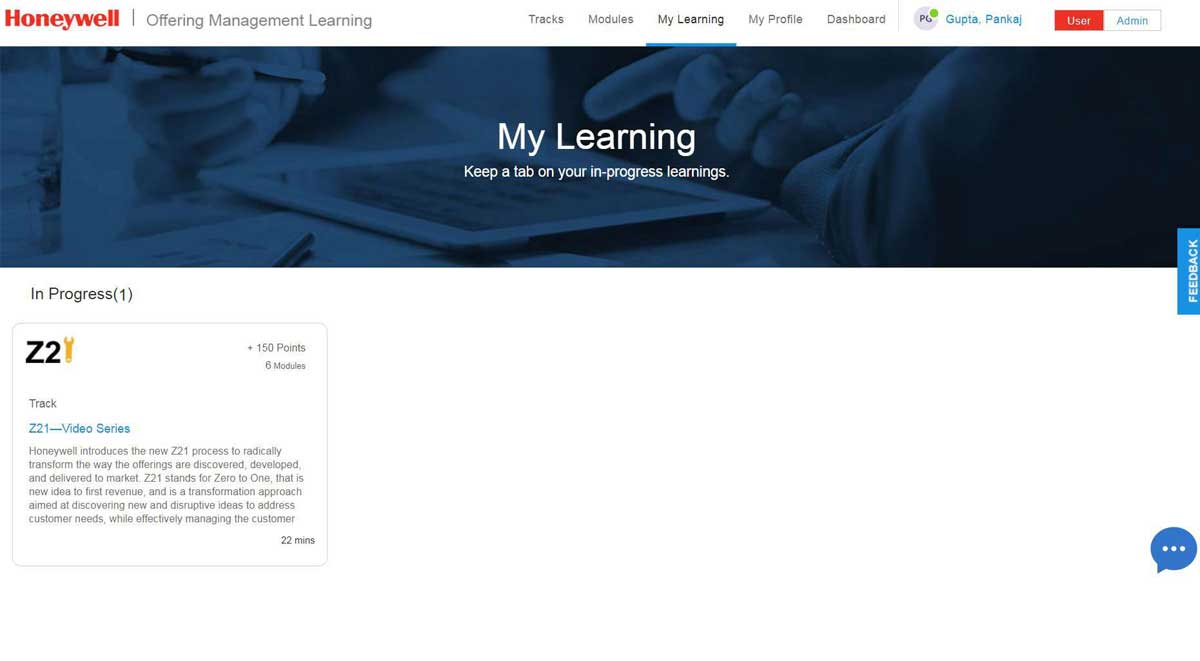 Honeywell | Offering Management Learning
Tracks Modules My Learning My Profile Dashboard PG Gupta, Pankaj User Admin
My Learning
Keep a tab on your in-progress learnings.
FEEDBACK
In Progress(1)
Z21
+ 150 Points
6 Modules
Track
Z21—Video Series
Honeywell introduces the new Z21 process to radically
transform the way the offerings are discovered, developed,
and delivered to market. Z21 stands for Zero to One, that is
new idea to first revenue, and is a transformation approach
aimed at discovering new and disruptive ideas to address
customer needs, while effectively managing the customer
22 mins